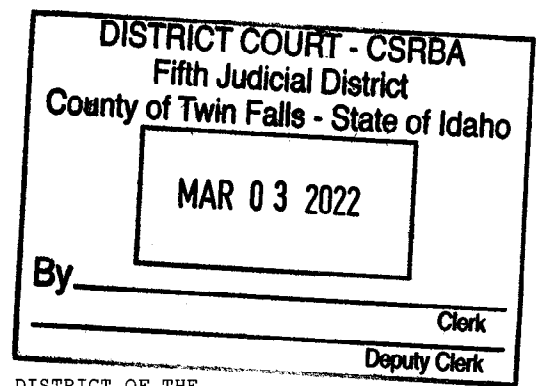 DISTRICT COURT - CSRBA
Fifth Judicial District
County of Twin Falls - State of Idaho
MAR 03 2022
By
Clerk
Deputy Clerk
DISTRICT OF THE